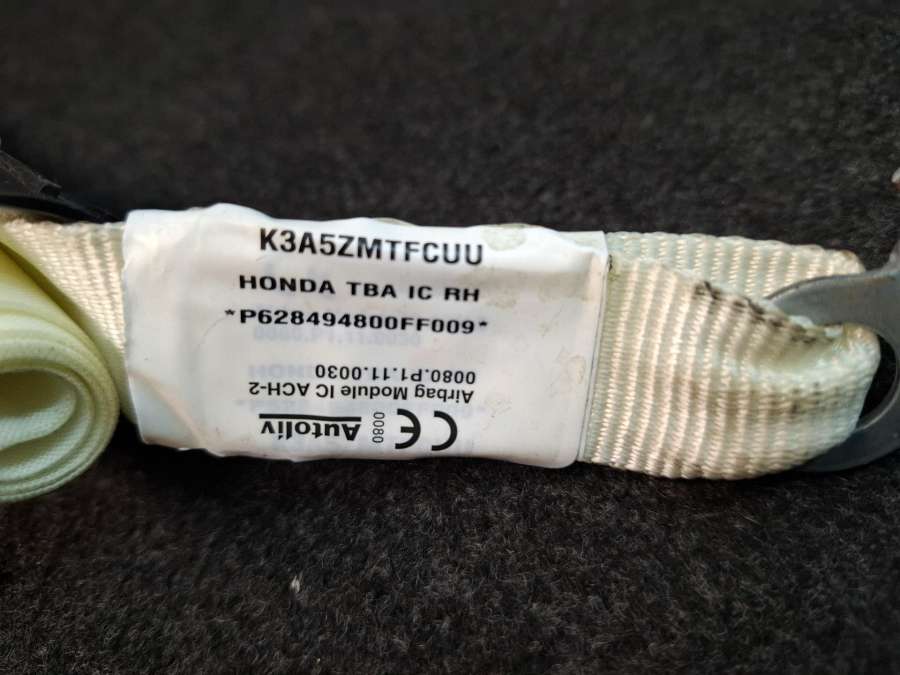 K3A5ZMTFCUU
HONDA TBA IC RH
*P628494800FF009*
CE 0080 Autoliv
Airbag Module IC ACH-2
0080.P1.11.0030